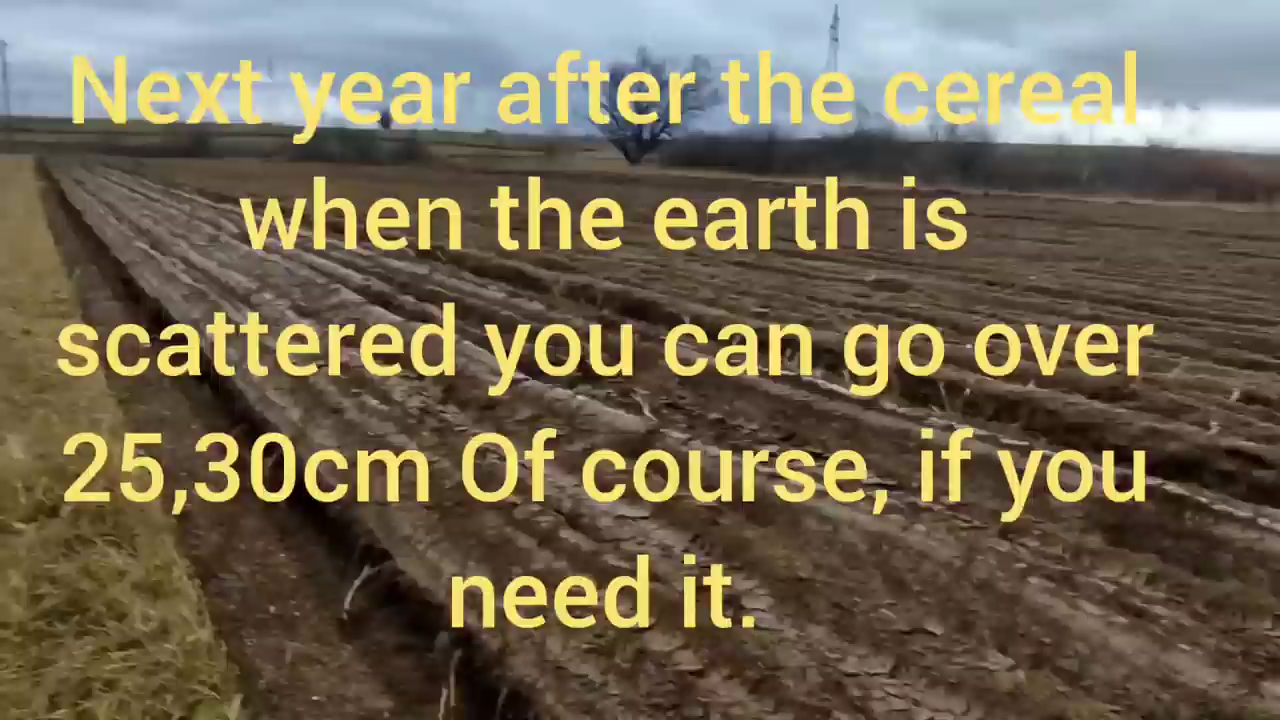 Next year after the cereal
when the earth is
scattered you can go over
25,30cm Of course, if you
need it.